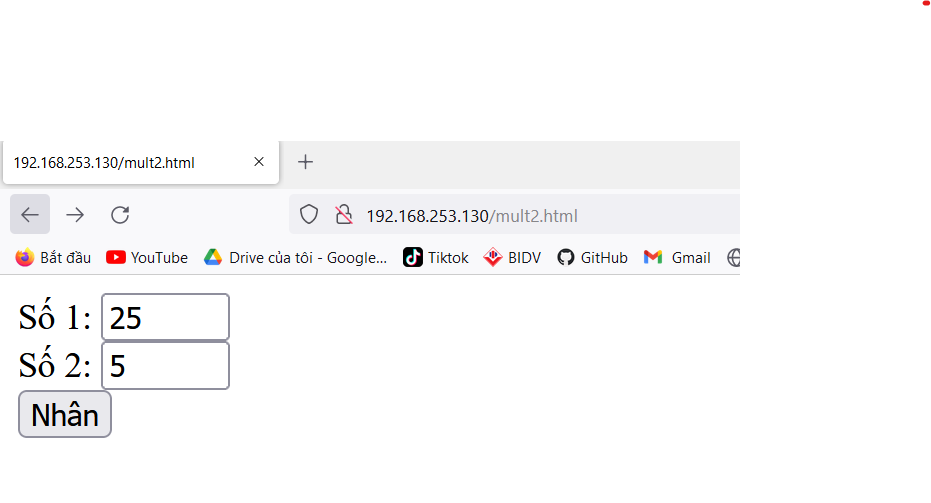 192.168.253.130/mult2.html
192.168.253.130/mult2.html
Bắt đầu YouTube Drive của tôi - Google... Tiktok BIDV GitHub Gmail
Số 1: 25
Số 2: 5
Nhân